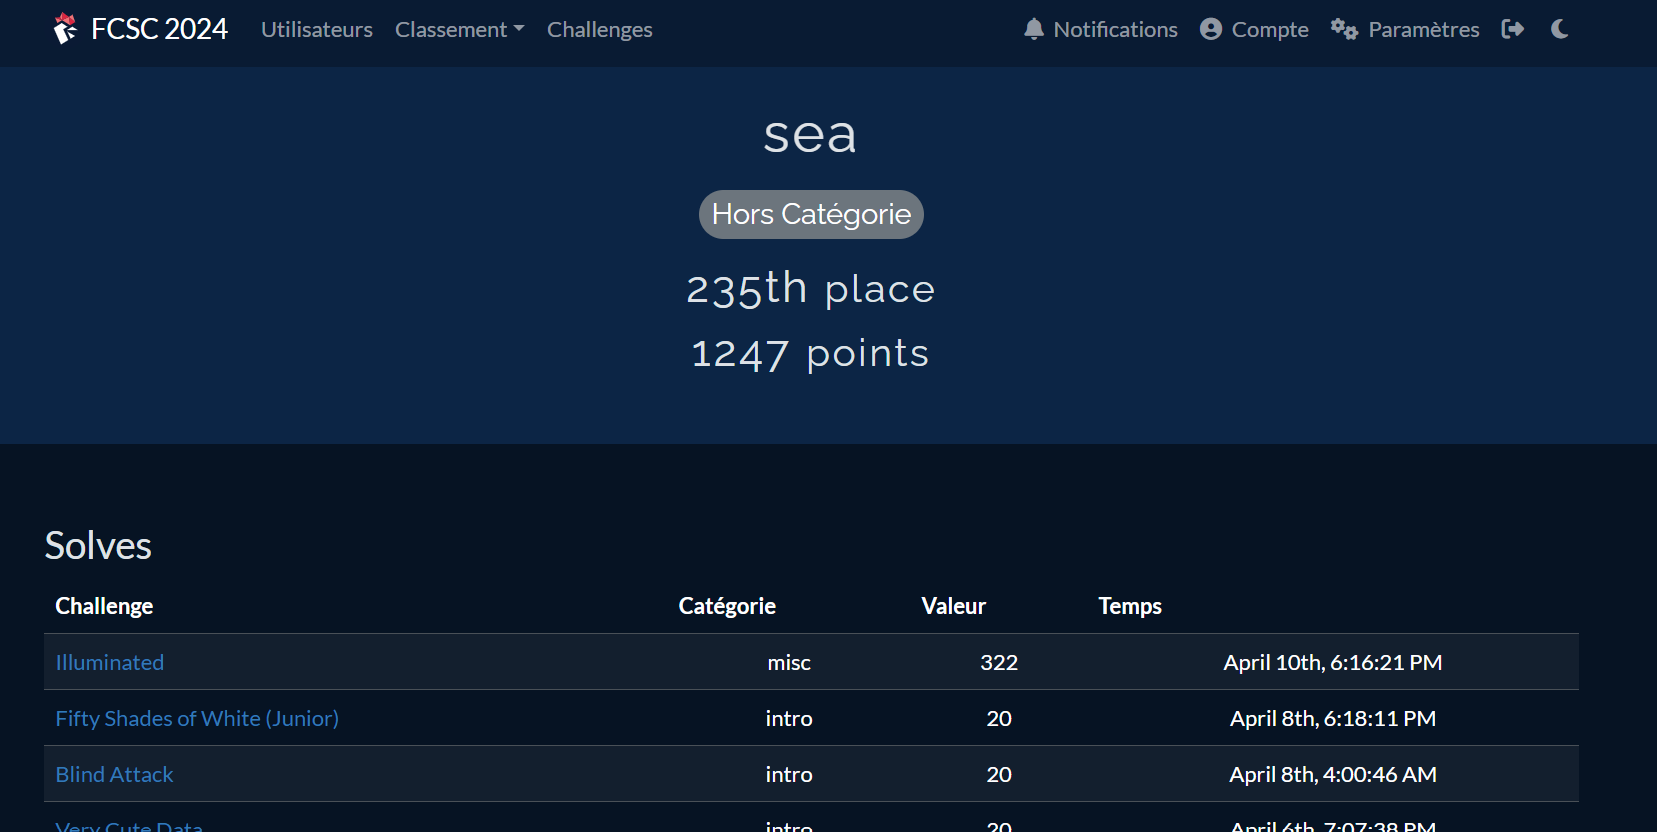 FCSC 2024 Utilisateurs Classement Challenges Notifications Compte Paramètres
sea
Hors Catégorie
235th place
1247 points
Solves
Challenge Catégorie Valeur Temps
Illuminated misc 322 April 10th, 6:16:21 PM
Fifty Shades of White (Junior) intro 20 April 8th, 6:18:11 PM
Blind Attack intro 20 April 8th, 4:00:46 AM
Very Cute Data intro 20 April 6th, 7:07:38 PM